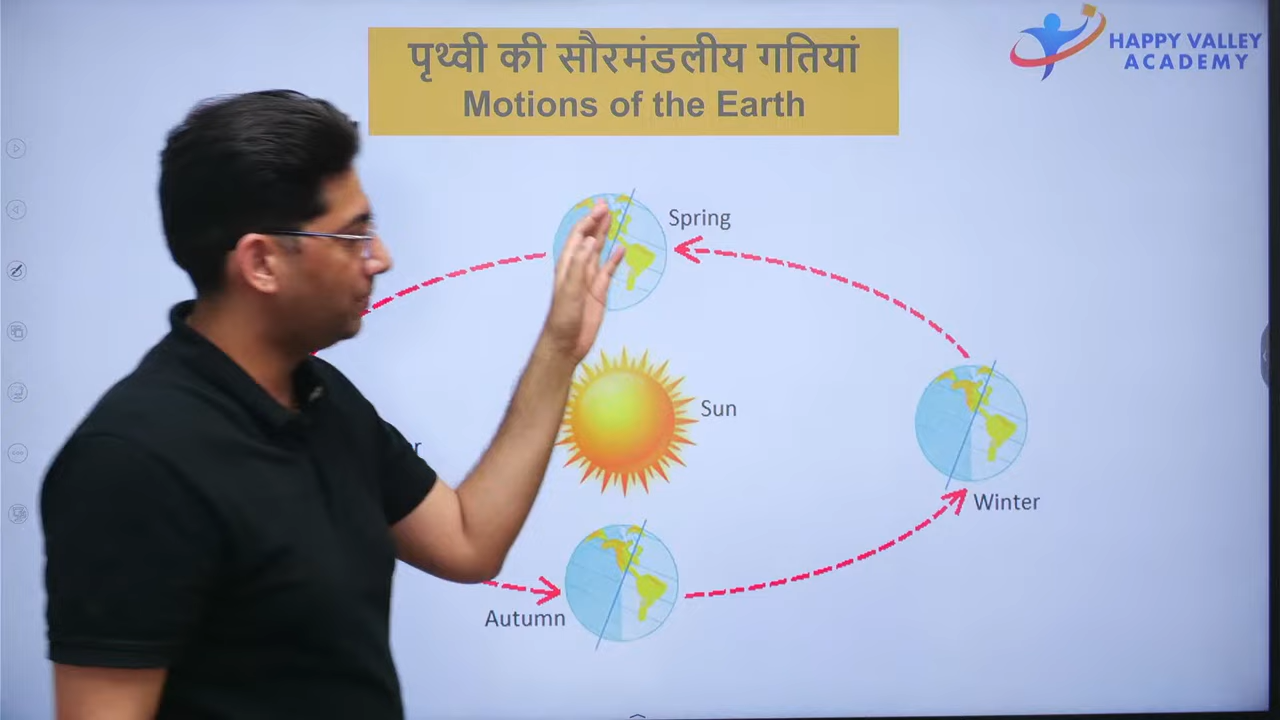 पृथ्वी की सौरमंडलीय गतियां
Motions of the Earth
HAPPY VALLEY
ACADEMY
Spring
Sun
Winter
Autumn